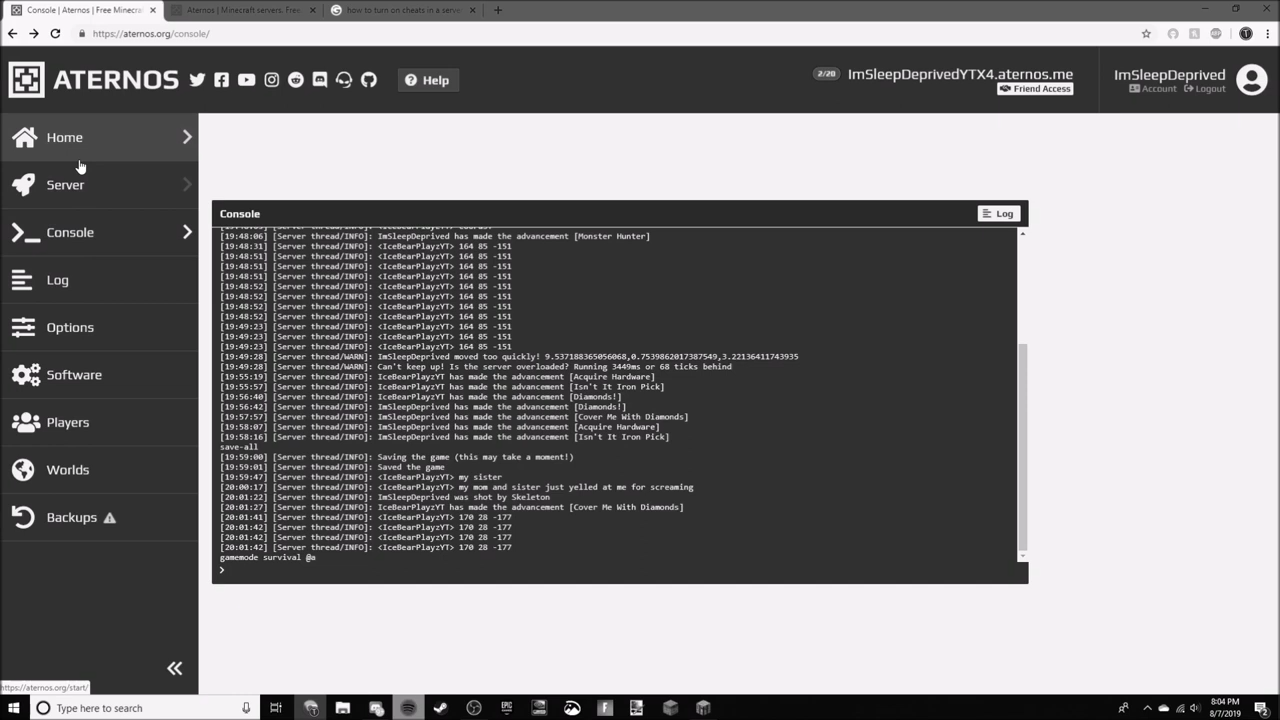 Console | Aternos | Free Minecra
Aternos | Minecraft servers. Free
how to turn on cheats in a serve
https://aternos.org/console/
ATERNOS
Help
2/20
ImSleepDeprivedYTX4.aternos.me
Friend Access
ImSleepDeprived
Account
Logout
Home
Server
Console
Log
Options
Software
Players
Worlds
Backups
Console
Log
[19:48:06] [Server thread/INFO]: ImSleepDeprived has made the advancement [Monster Hunter]
[19:48:31] [Server thread/INFO]: <IceBearPlayzYT> 164 85 -151
[19:48:51] [Server thread/INFO]: <IceBearPlayzYT> 164 85 -151
[19:48:51] [Server thread/INFO]: <IceBearPlayzYT> 164 85 -151
[19:48:51] [Server thread/INFO]: <IceBearPlayzYT> 164 85 -151
[19:48:52] [Server thread/INFO]: <IceBearPlayzYT> 164 85 -151
[19:48:52] [Server thread/INFO]: <IceBearPlayzYT> 164 85 -151
[19:48:52] [Server thread/INFO]: <IceBearPlayzYT> 164 85 -151
[19:48:52] [Server thread/INFO]: <IceBearPlayzYT> 164 85 -151
[19:49:23] [Server thread/INFO]: <IceBearPlayzYT> 164 85 -151
[19:49:23] [Server thread/INFO]: <IceBearPlayzYT> 164 85 -151
[19:49:23] [Server thread/INFO]: <IceBearPlayzYT> 164 85 -151
[19:49:28] [Server thread/WARN]: ImSleepDeprived moved too quickly! 9.537188365056068,0.7539862017387549,3.22136411743935
[19:49:28] [Server thread/WARN]: Can't keep up! Is the server overloaded? Running 3449ms or 68 ticks behind
[19:55:19] [Server thread/INFO]: IceBearPlayzYT has made the advancement [Acquire Hardware]
[19:55:57] [Server thread/INFO]: IceBearPlayzYT has made the advancement [Isn't It Iron Pick]
[19:56:40] [Server thread/INFO]: IceBearPlayzYT has made the advancement [Diamonds!]
[19:56:42] [Server thread/INFO]: ImSleepDeprived has made the advancement [Diamonds!]
[19:57:57] [Server thread/INFO]: ImSleepDeprived has made the advancement [Cover Me With Diamonds]
[19:58:07] [Server thread/INFO]: ImSleepDeprived has made the advancement [Acquire Hardware]
[19:58:16] [Server thread/INFO]: ImSleepDeprived has made the advancement [Isn't It Iron Pick]
save-all
[19:59:00] [Server thread/INFO]: Saving the game (this may take a moment!)
[19:59:01] [Server thread/INFO]: Saved the game
[19:59:47] [Server thread/INFO]: <IceBearPlayzYT> my sister
[20:00:17] [Server thread/INFO]: <IceBearPlayzYT> my mom and sister just yelled at me for screaming
[20:01:22] [Server thread/INFO]: ImSleepDeprived was shot by Skeleton
[20:01:27] [Server thread/INFO]: IceBearPlayzYT has made the advancement [Cover Me With Diamonds]
[20:01:41] [Server thread/INFO]: <IceBearPlayzYT> 170 28 -177
[20:01:42] [Server thread/INFO]: <IceBearPlayzYT> 170 28 -177
[20:01:42] [Server thread/INFO]: <IceBearPlayzYT> 170 28 -177
[20:01:42] [Server thread/INFO]: <IceBearPlayzYT> 170 28 -177
gamemode survival @a
>
https://aternos.org/start/
Type here to search
8:04 PM
8/7/2019